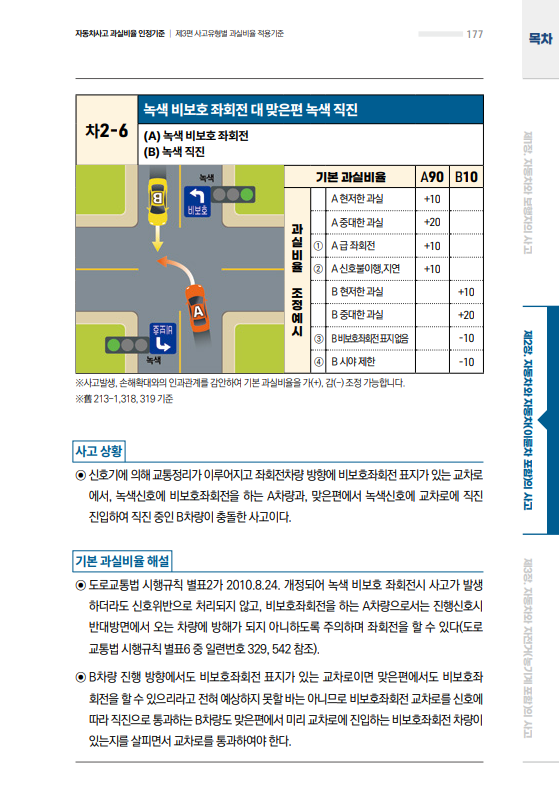 자동차사고 과실비율 인정기준 | 제3편 사고유형별 과실비율 적용기준
177
목차
차2-6
녹색 비보호 좌회전 대 맞은편 녹색 직진
(A) 녹색 비보호 좌회전
(B) 녹색 직진
녹색
비보호
B
A
비보호
녹색
기본 과실비율 A90 B10
과실비율 조정예시
A 현저한 과실 +10
A 중대한 과실 +20
① A 급 좌회전 +10
② A 신호불이행,지연 +10
B 현저한 과실 +10
B 중대한 과실 +20
③ B 비보호좌회전 표지 없음 -10
④ B 시야 제한 -10
※사고발생, 손해확대와의 인과관계를 감안하여 기본 과실비율을 가(+), 감(-) 조정 가능합니다.
※舊 213-1,318, 319 기준
사고 상황
◉ 신호기에 의해 교통정리가 이루어지고 좌회전차량 방향에 비보호좌회전 표지가 있는 교차로
에서, 녹색신호에 비보호좌회전을 하는 A차량과, 맞은편에서 녹색신호에 교차로에 직진
진입하여 직진 중인 B차량이 충돌한 사고이다.
기본 과실비율 해설
◉ 도로교통법 시행규칙 별표2가 2010.8.24. 개정되어 녹색 비보호 좌회전시 사고가 발생
하더라도 신호위반으로 처리되지 않고, 비보호좌회전을 하는 A차량으로서는 진행신호시
반대방면에서 오는 차량에 방해가 되지 아니하도록 주의하며 좌회전을 할 수 있다(도로
교통법 시행규칙 별표6 중 일련번호 329, 542 참조).
◉ B차량 진행 방향에서도 비보호좌회전 표지가 있는 교차로이면 맞은편에서도 비보호좌
회전을 할 수 있으리라고 전혀 예상하지 못할 바는 아니므로 비보호좌회전 교차로를 신호에
따라 직진으로 통과하는 B차량도 맞은편에서 미리 교차로에 진입하는 비보호좌회전 차량이
있는지를 살피면서 교차로를 통과하여야 한다.
제1장. 자동차와 보행자의 사고
제2장. 자동차와 자동차(이륜차 포함)의 사고
제3장. 자동차와 자전거(농기계 포함)의 사고